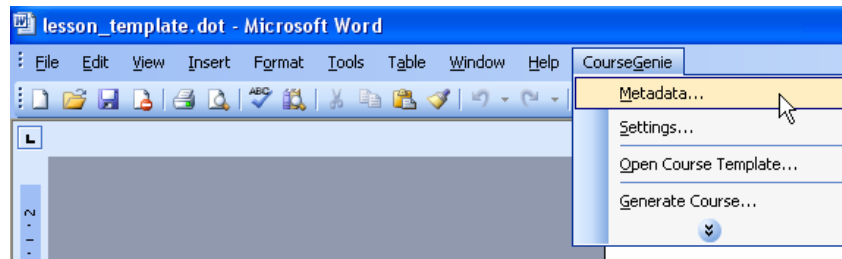 lesson_template.dot - Microsoft Word
File Edit View Insert Format Tools Table Window Help CourseGenie
ABC
Metadata...
Settings...
Open Course Template...
Generate Course...
L
2